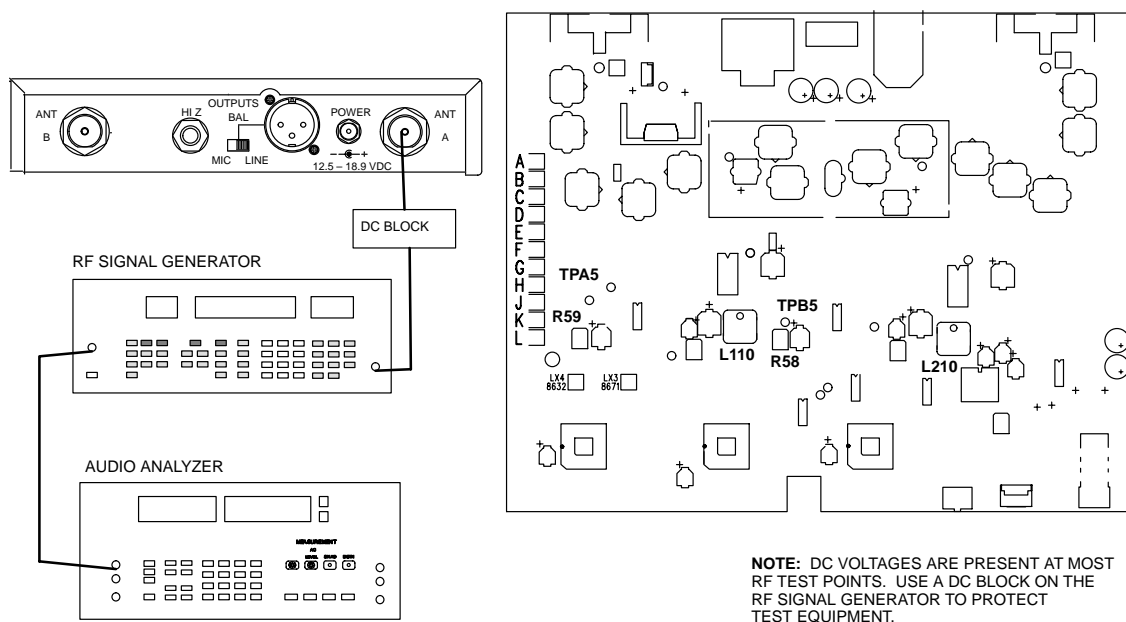 OUTPUTS
ANT
HI Z
BAL
POWER
ANT
B
A
MIC LINE
12.5 – 18.9 VDC
DC BLOCK
RF SIGNAL GENERATOR
AUDIO ANALYZER
MEASUREMENT
AC
LEVEL
A
B
C
D
E
F
G
H
J
K
L
TPA5
R59
TPB5
L110
R58
L210
LX4
8632
LX3
8671
NOTE: DC VOLTAGES ARE PRESENT AT MOST
RF TEST POINTS. USE A DC BLOCK ON THE
RF SIGNAL GENERATOR TO PROTECT
TEST EQUIPMENT.